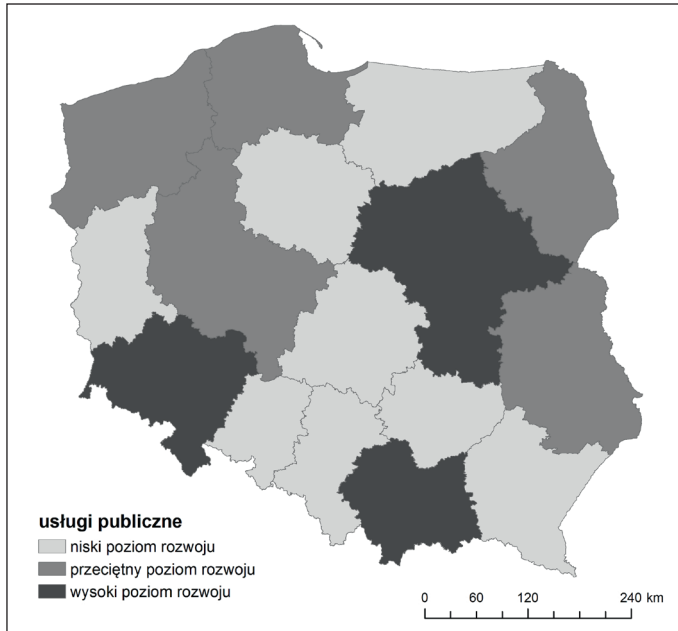 usługi publiczne
niski poziom rozwoju
przeciętny poziom rozwoju
wysoki poziom rozwoju
0 60 120 240 km